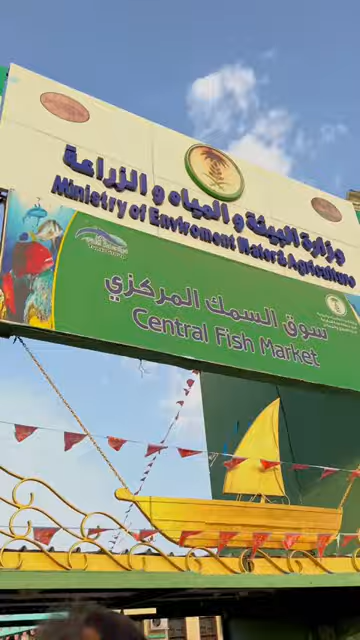 وزارة البيئة و المياه و الزراعة
Ministry of Enviroment Water & Agriculture
سوق السمك المركزي
Central Fish Market